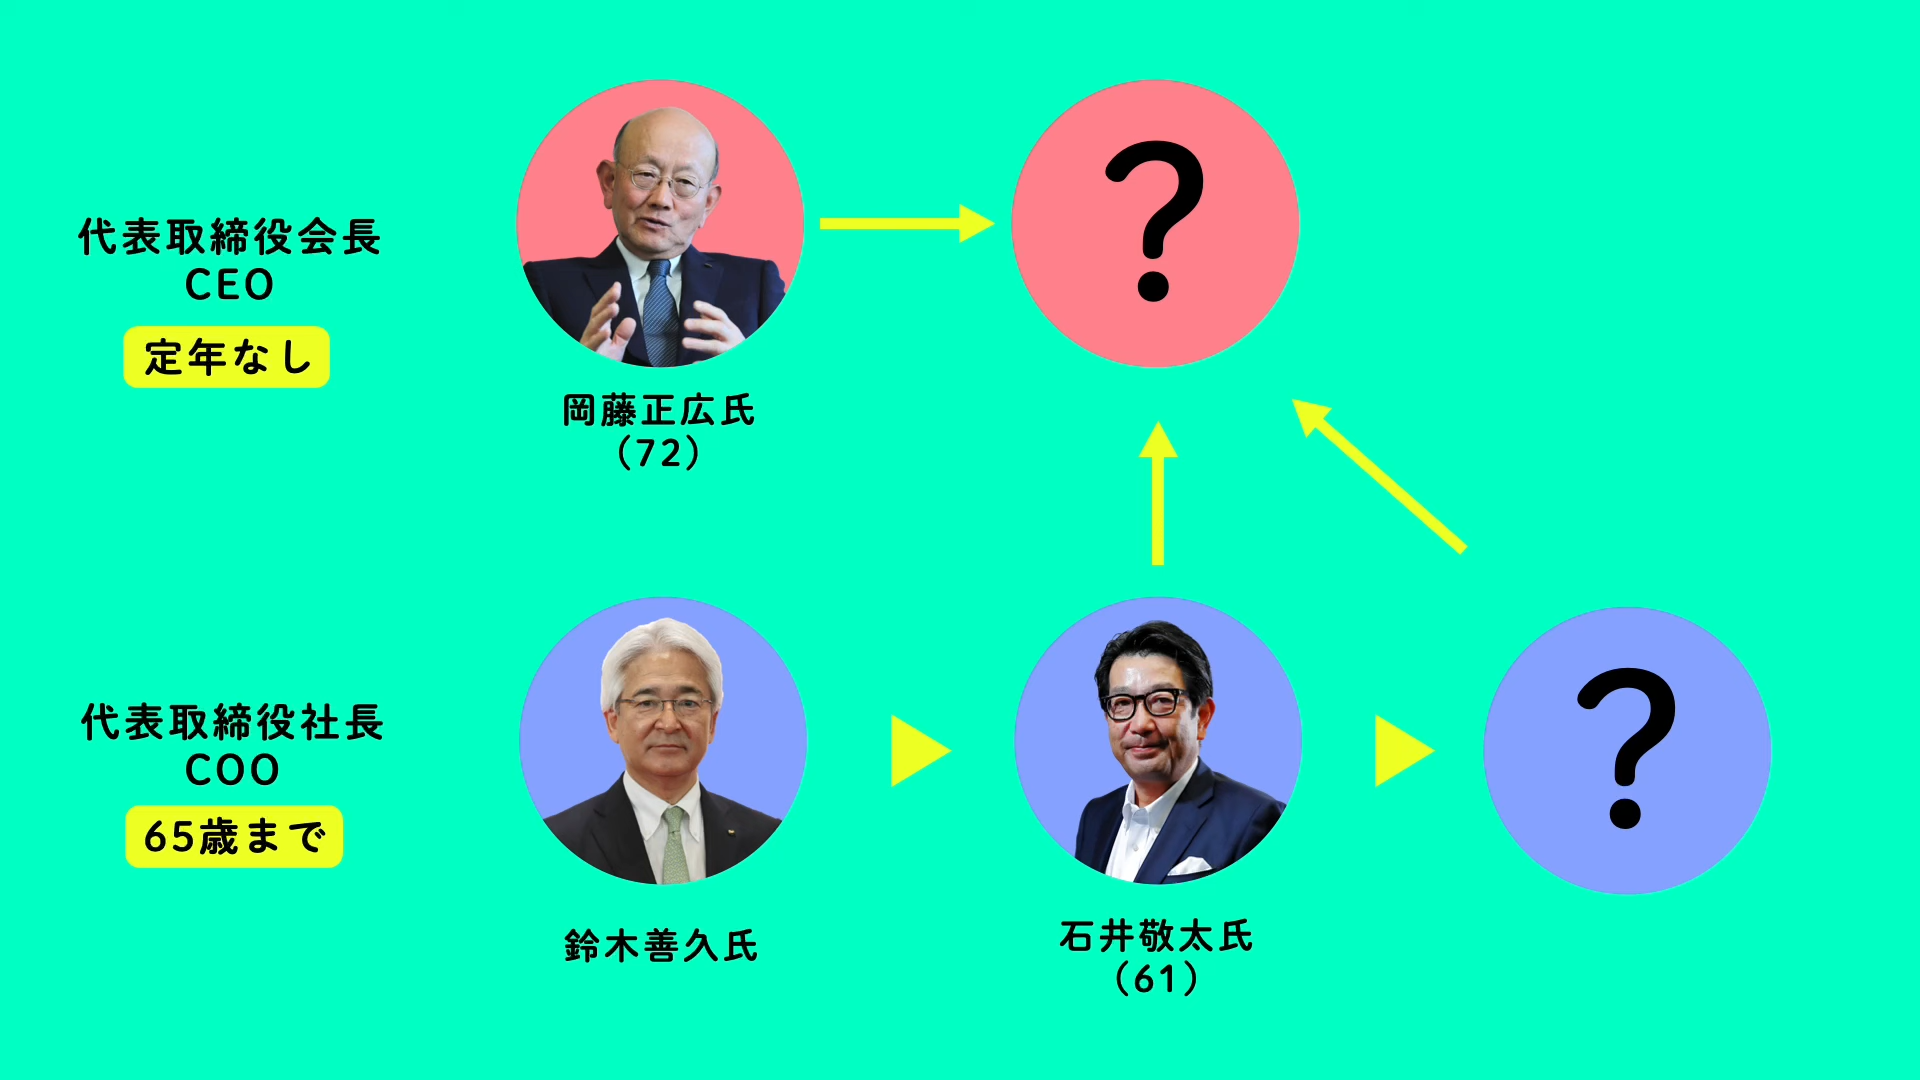 代表取締役会長
CEO
定年なし
岡藤正広氏
（72）
?
代表取締役社長
COO
65歳まで
鈴木善久氏
石井敬太氏
（61）
?